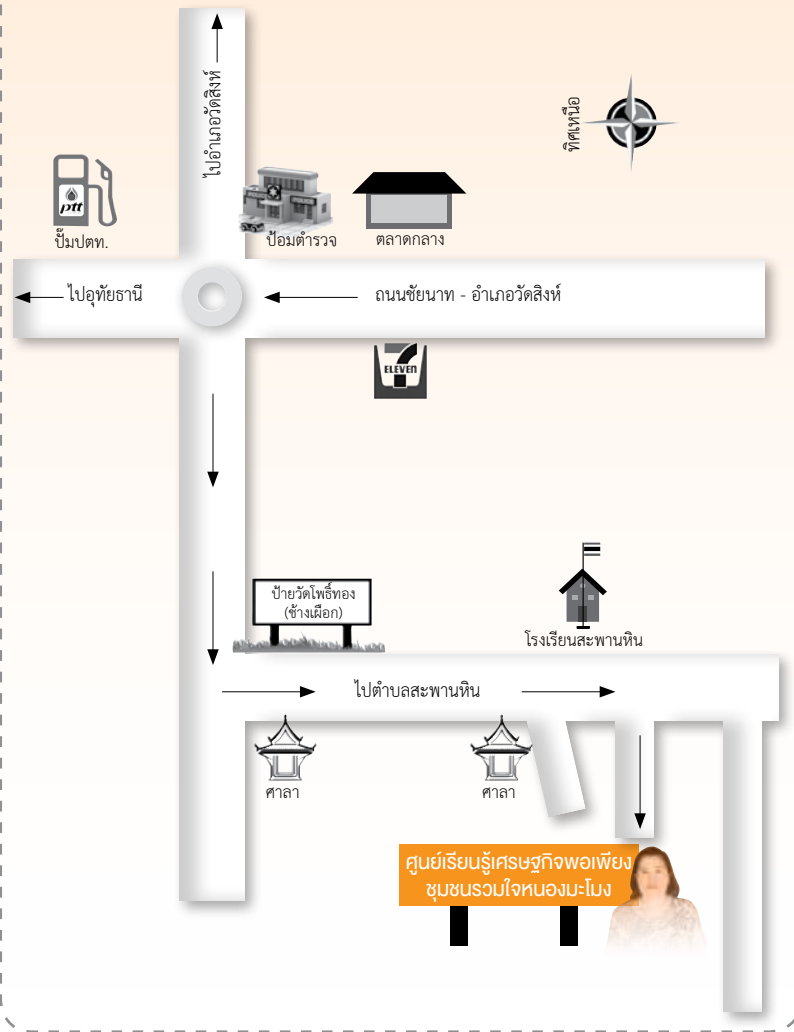 ไปอำเภอวัดสิงห์
ทิศเหนือ
ptt
ปั๊มปตท.
ป้อมตำรวจ
ตลาดกลาง
ไปอุทัยธานี
ถนนชัยนาท - อำเภอวัดสิงห์
7
ELEVEn
ป้ายวัดโพธิ์ทอง
(ช้างเผือก)
โรงเรียนสะพานหิน
ไปตำบลสะพานหิน
ศาลา
ศาลา
ศูนย์เรียนรู้เศรษฐกิจพอเพียง
ชุมชนรวมใจหนองมะโมง